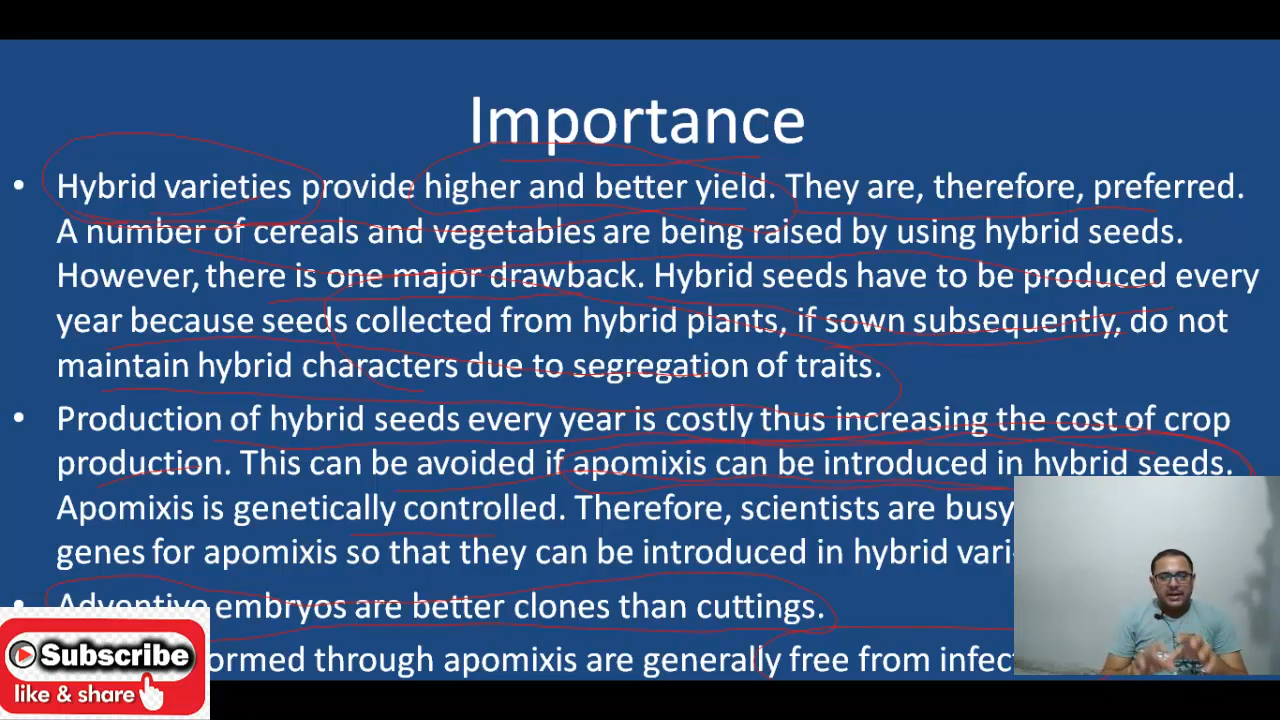 Importance
• Hybrid varieties provide higher and better yield. They are, therefore, preferred.
A number of cereals and vegetables are being raised by using hybrid seeds.
However, there is one major drawback. Hybrid seeds have to be produced every
year because seeds collected from hybrid plants, if sown subsequently, do not
maintain hybrid characters due to segregation of traits.
• Production of hybrid seeds every year is costly thus increasing the cost of crop
production. This can be avoided if apomixis can be introduced in hybrid seeds.
Apomixis is genetically controlled. Therefore, scientists are busy
genes for apomixis so that they can be introduced in hybrid vari
• Adventive embryos are better clones than cuttings.
ormed through apomixis are generally free from infect
Subscribe
like & share